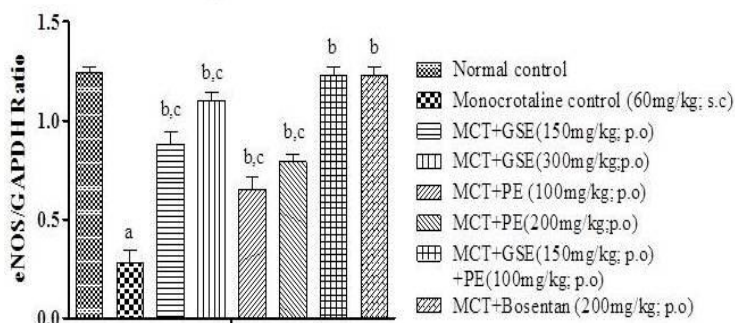 1.5
1.0
0.5
0.0
eNOS/GAPDH Ratio
a
b,c
b,c
b,c
b,c
b
b
Normal control
Monocrotaline control (60mg/kg; s.c)
MCT+GSE(150mg/kg; p.o)
MCT+GSE(300mg/kg;p.o)
MCT+PE (100mg/kg; p.o)
MCT+PE(200mg/kg;p.o)
MCT+GSE(150mg/kg; p.o)
+PE(100mg/kg; p.o)
MCT+Bosentan (200mg/kg; p.o)